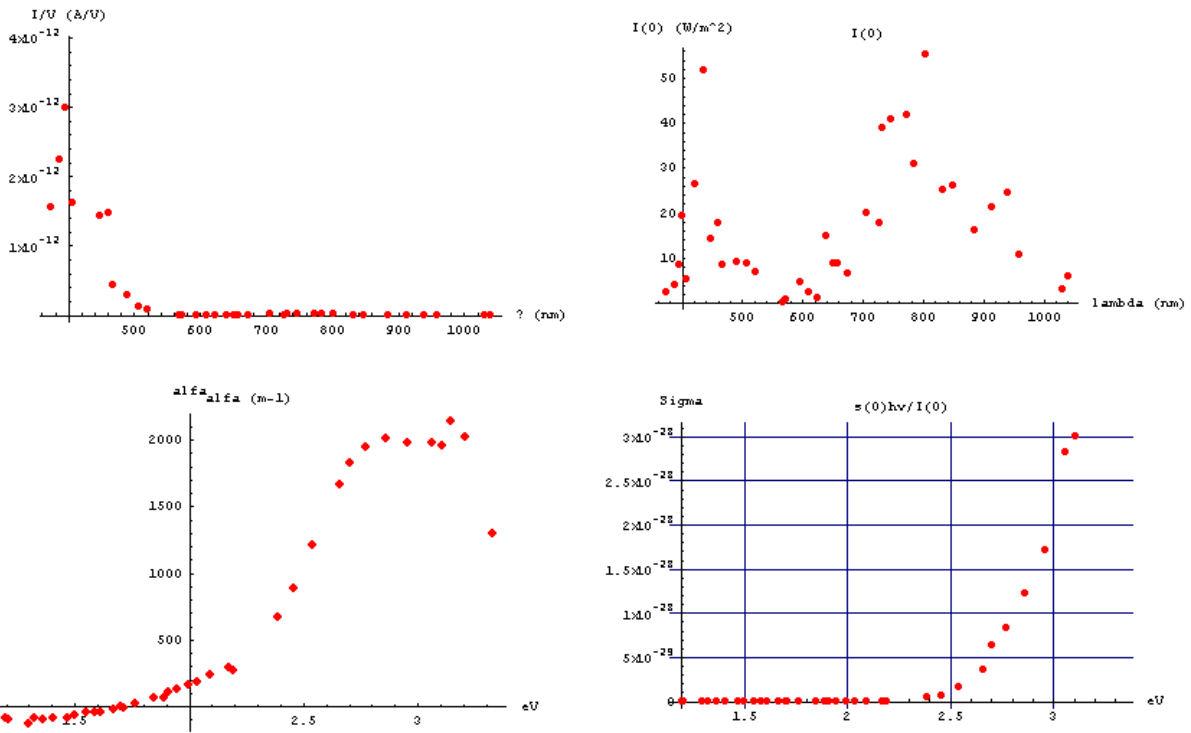 I/V (A/V)
4x10^-12
3x10^-12
2x10^-12
1x10^-12
500 600 700 800 900 1000 ? (nm)
I(0) (W/m^2)
I(0)
50
40
30
20
10
500 600 700 800 900 1000 lambda (nm)
alfa
alfa (m-1)
2000
1500
1000
500
1.5 2.5 3 eV
Sigma
s(0)hv/I(0)
3x10^-28
2.5x10^-28
2x10^-28
1.5x10^-28
1x10^-28
5x10^-29
0
1.5 2 2.5 3 eV